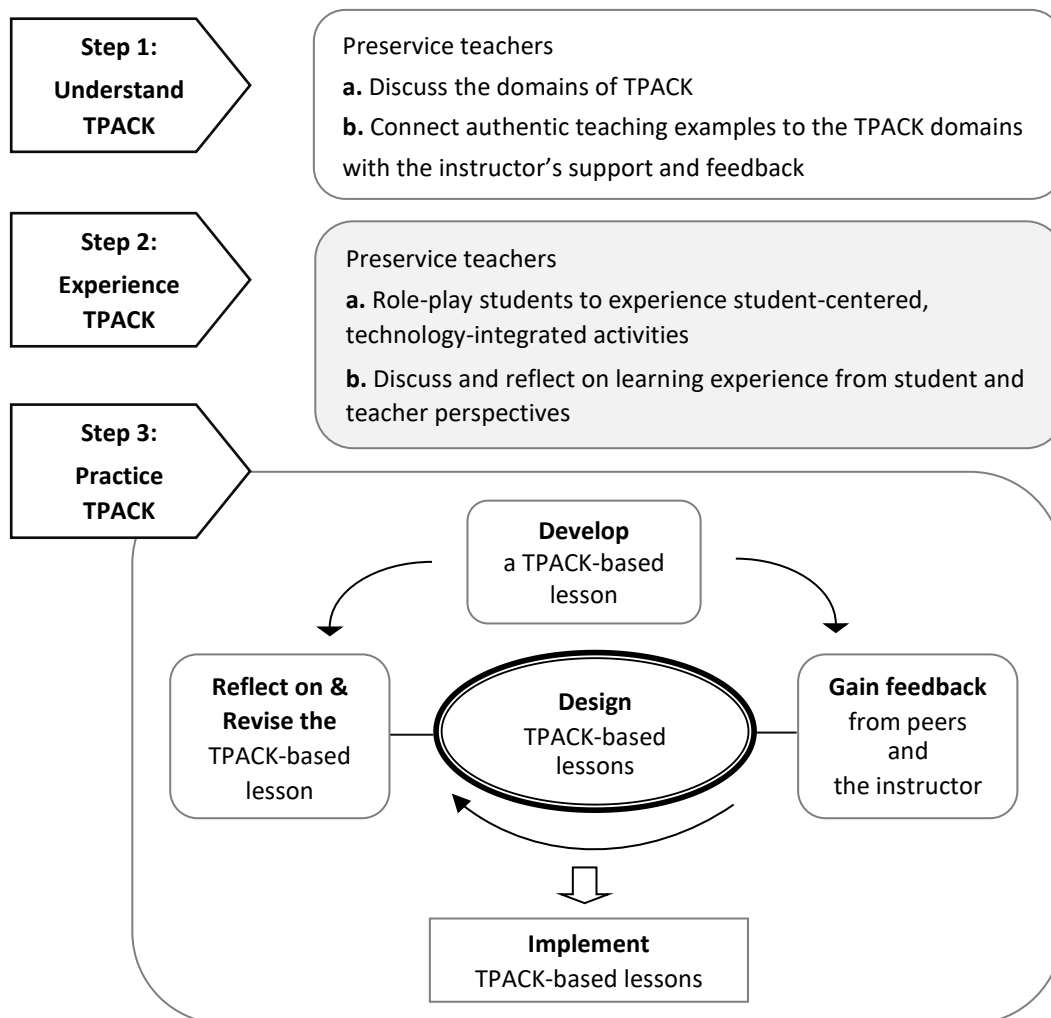 Step 1:
Understand
TPACK
Preservice teachers
a. Discuss the domains of TPACK
b. Connect authentic teaching examples to the TPACK domains
with the instructor’s support and feedback
Step 2:
Experience
TPACK
Preservice teachers
a. Role-play students to experience student-centered,
technology-integrated activities
b. Discuss and reflect on learning experience from student and
teacher perspectives
Step 3:
Practice
TPACK
Develop
a TPACK-based
lesson
Reflect on &
Revise the
TPACK-based
lesson
Design
TPACK-based
lessons
Gain feedback
from peers
and
the instructor
Implement
TPACK-based lessons